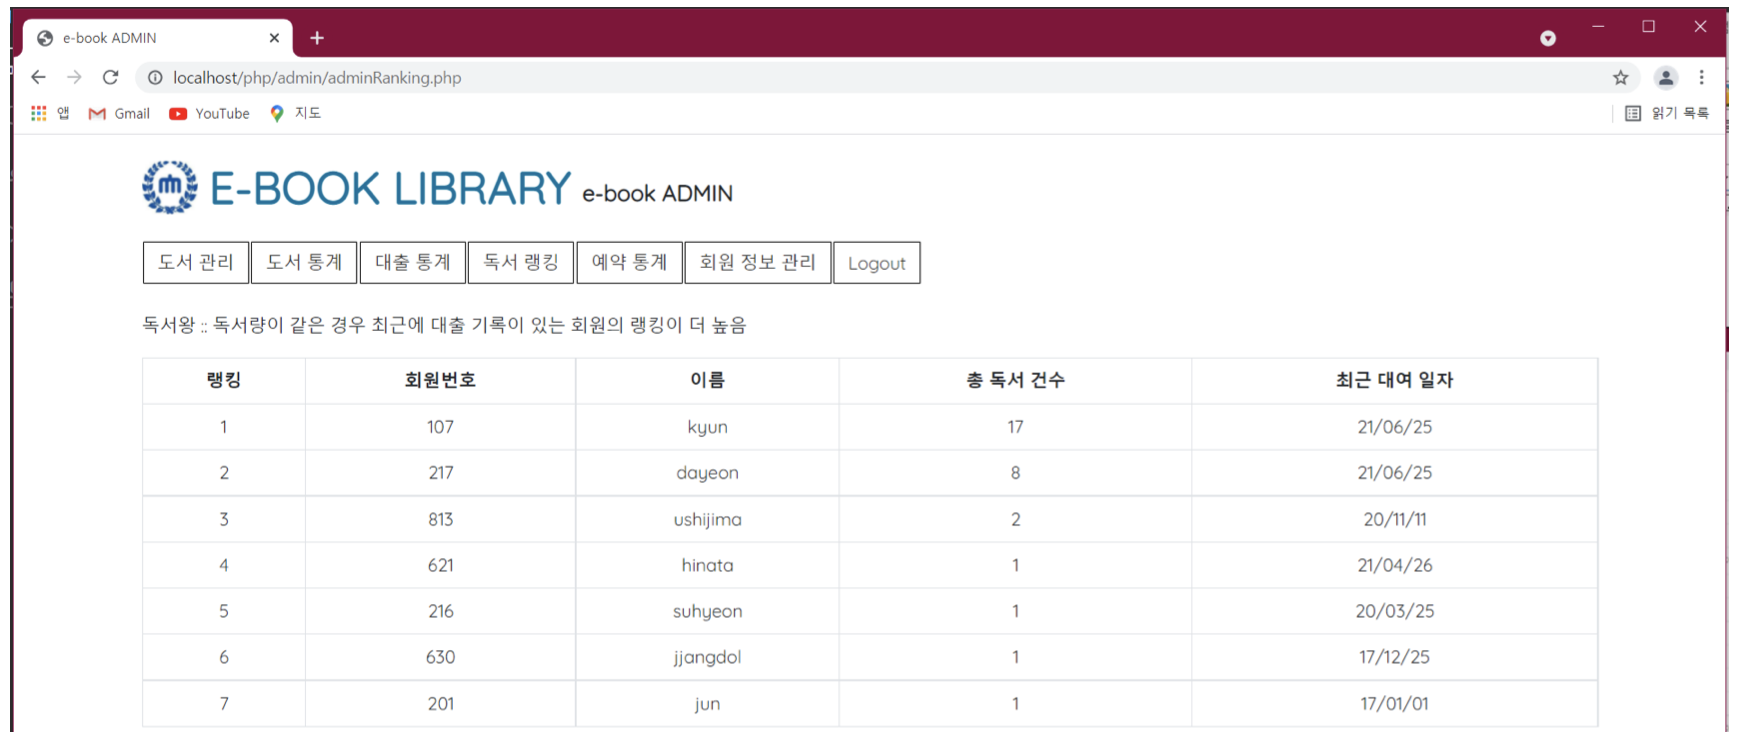 e-book ADMIN
localhost/php/admin/adminRanking.php
앱 Gmail YouTube 지도 읽기 목록
E-BOOK LIBRARY e-book ADMIN
도서 관리 도서 통계 대출 통계 독서 랭킹 예약 통계 회원 정보 관리 Logout
독서왕 :: 독서량이 같은 경우 최근에 대출 기록이 있는 회원의 랭킹이 더 높음
랭킹 회원번호 이름 총 독서 건수 최근 대여 일자
1 107 kyun 17 21/06/25
2 217 dayeon 8 21/06/25
3 813 ushijima 2 20/11/11
4 621 hinata 1 21/04/26
5 216 suhyeon 1 20/03/25
6 630 jjangdol 1 17/12/25
7 201 jun 1 17/01/01